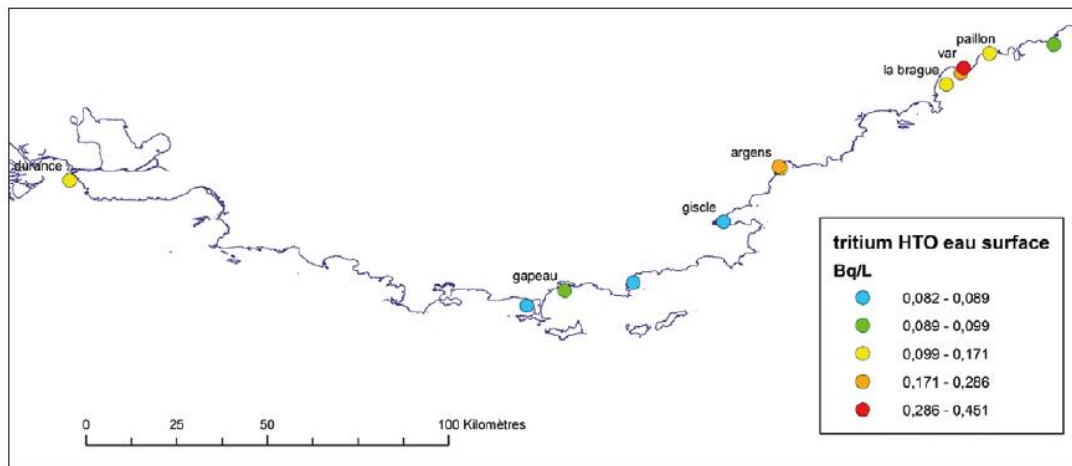 paillon
var
la brague
durance
argens
giscle
gapeau
tritium HTO eau surface
Bq/L
0,082 - 0,089
0,089 - 0,099
0,099 - 0,171
0,171 - 0,286
0,286 - 0,451
0 25 50 100 Kilomètres